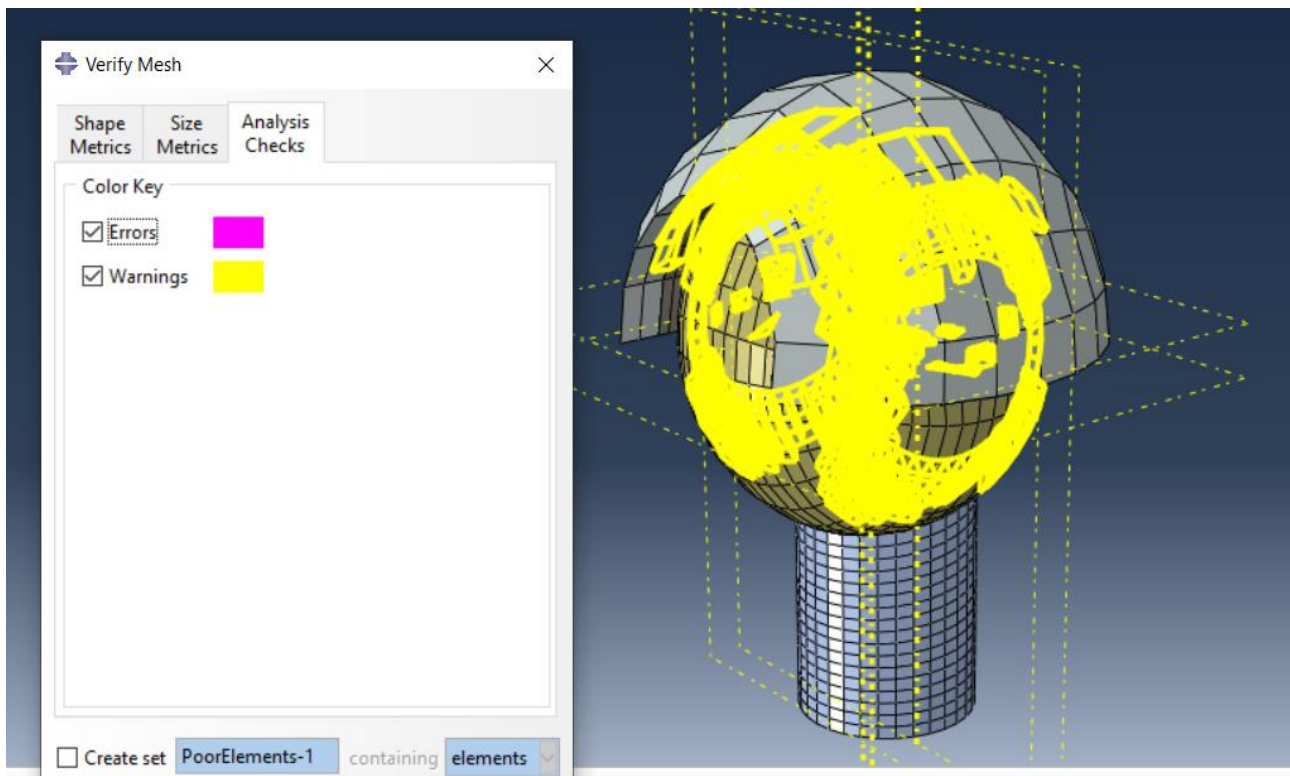 Verify Mesh
Shape Metrics
Size Metrics
Analysis Checks
Color Key
Errors
Warnings
Create set PoorElements-1 containing elements